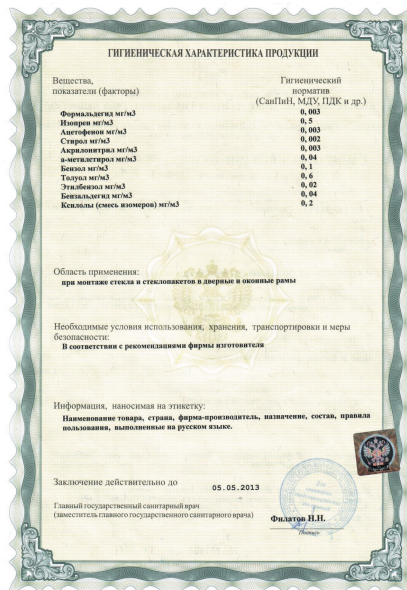 ГИГИЕНИЧЕСКАЯ ХАРАКТЕРИСТИКА ПРОДУКЦИИ
Вещества, Гигиенический
показатели (факторы) норматив
(СанПиН, МДУ, ПДК и др.)
Формальдегид мг/м3 0, 003
Изопрен мг/м3 0, 5
Ацетофенон мг/м3 0, 003
Стирол мг/м3 0, 002
Акрилонитрил мг/м3 0, 003
а-метилстирол мг/м3 0, 04
Бензол мг/м3 0, 1
Толуол мг/м3 0, 6
Этилбензол мг/м3 0, 02
Бензальдегид мг/м3 0, 04
Ксилолы (смесь изомеров) мг/м3 0, 2
Область применения:
при монтаже стекла и стеклопакетов в дверные и оконные рамы
Необходимые условия использования, хранения, транспортировки и меры
безопасности:
В соответствии с рекомендациями фирмы изготовителя
Информация, наносимая на этикетку:
Наименование товара, страна, фирма-производитель, назначение, состав, правила
пользования, выполненные на русском языке.
Заключение действительно до 05.05.2013
Главный государственный санитарный врач
(заместитель главного государственного санитарного врача)
Филатов Н.Н.